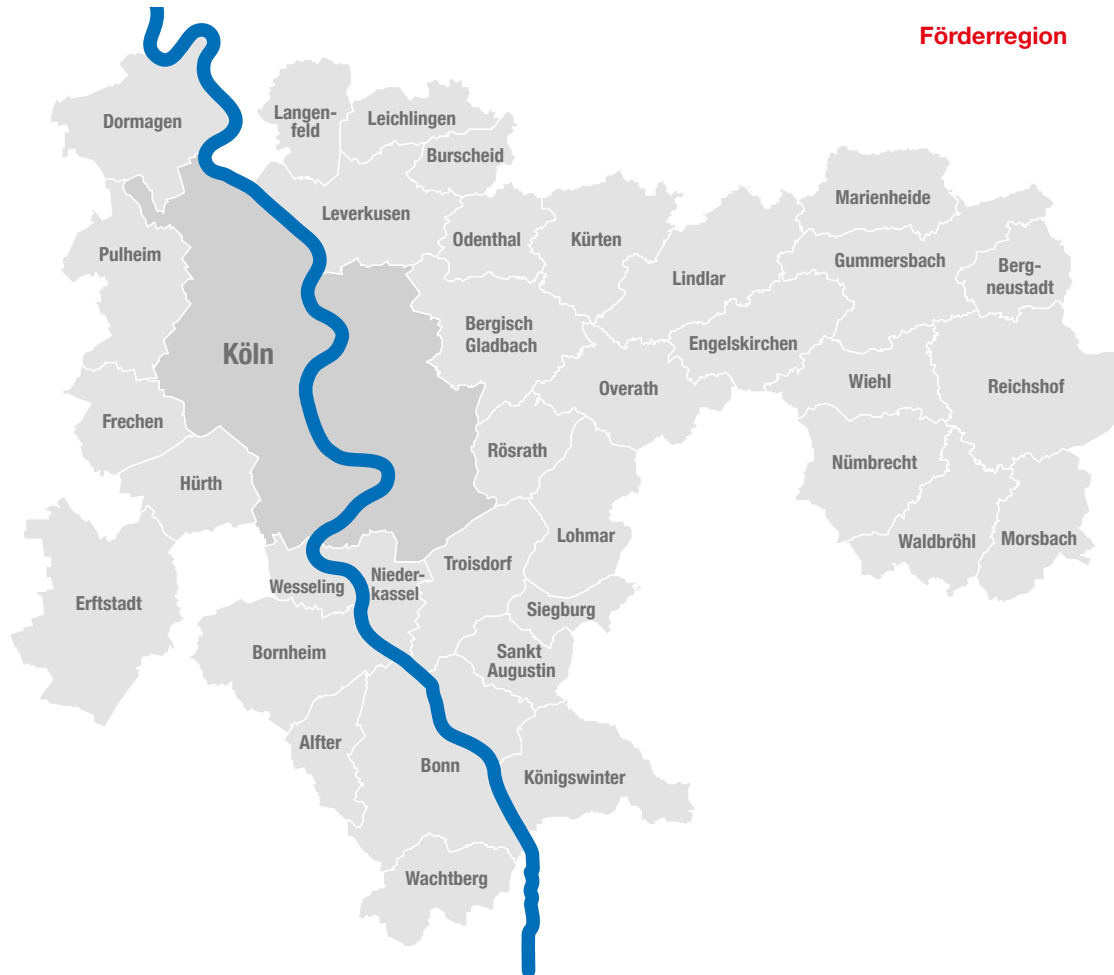 Förderregion
Dormagen
Langen-
feld
Leichlingen
Burscheid
Leverkusen
Marienheide
Pulheim
Odenthal
Kürten
Lindlar
Gummersbach
Berg-
neustadt
Köln
Bergisch
Gladbach
Engelskirchen
Overath
Wiehl
Reichshof
Frechen
Hürth
Rösrath
Nümbrecht
Lohmar
Waldbröhl
Morsbach
Erftstadt
Wesseling
Nieder-
kassel
Troisdorf
Siegburg
Bornheim
Sankt
Augustin
Alfter
Bonn
Königswinter
Wachtberg